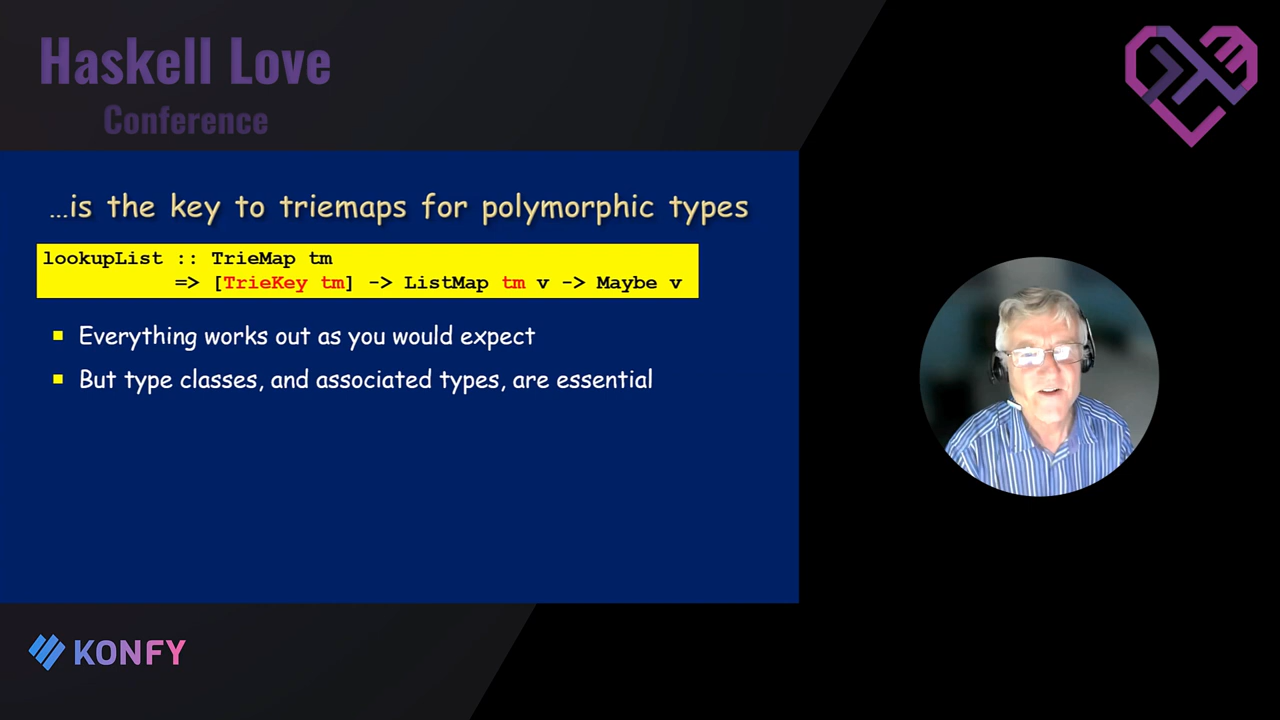 Haskell Love
Conference
...is the key to triemaps for polymorphic types
lookupList :: TrieMap tm
=> [TrieKey tm] -> ListMap tm v -> Maybe v
Everything works out as you would expect
But type classes, and associated types, are essential
KONFY